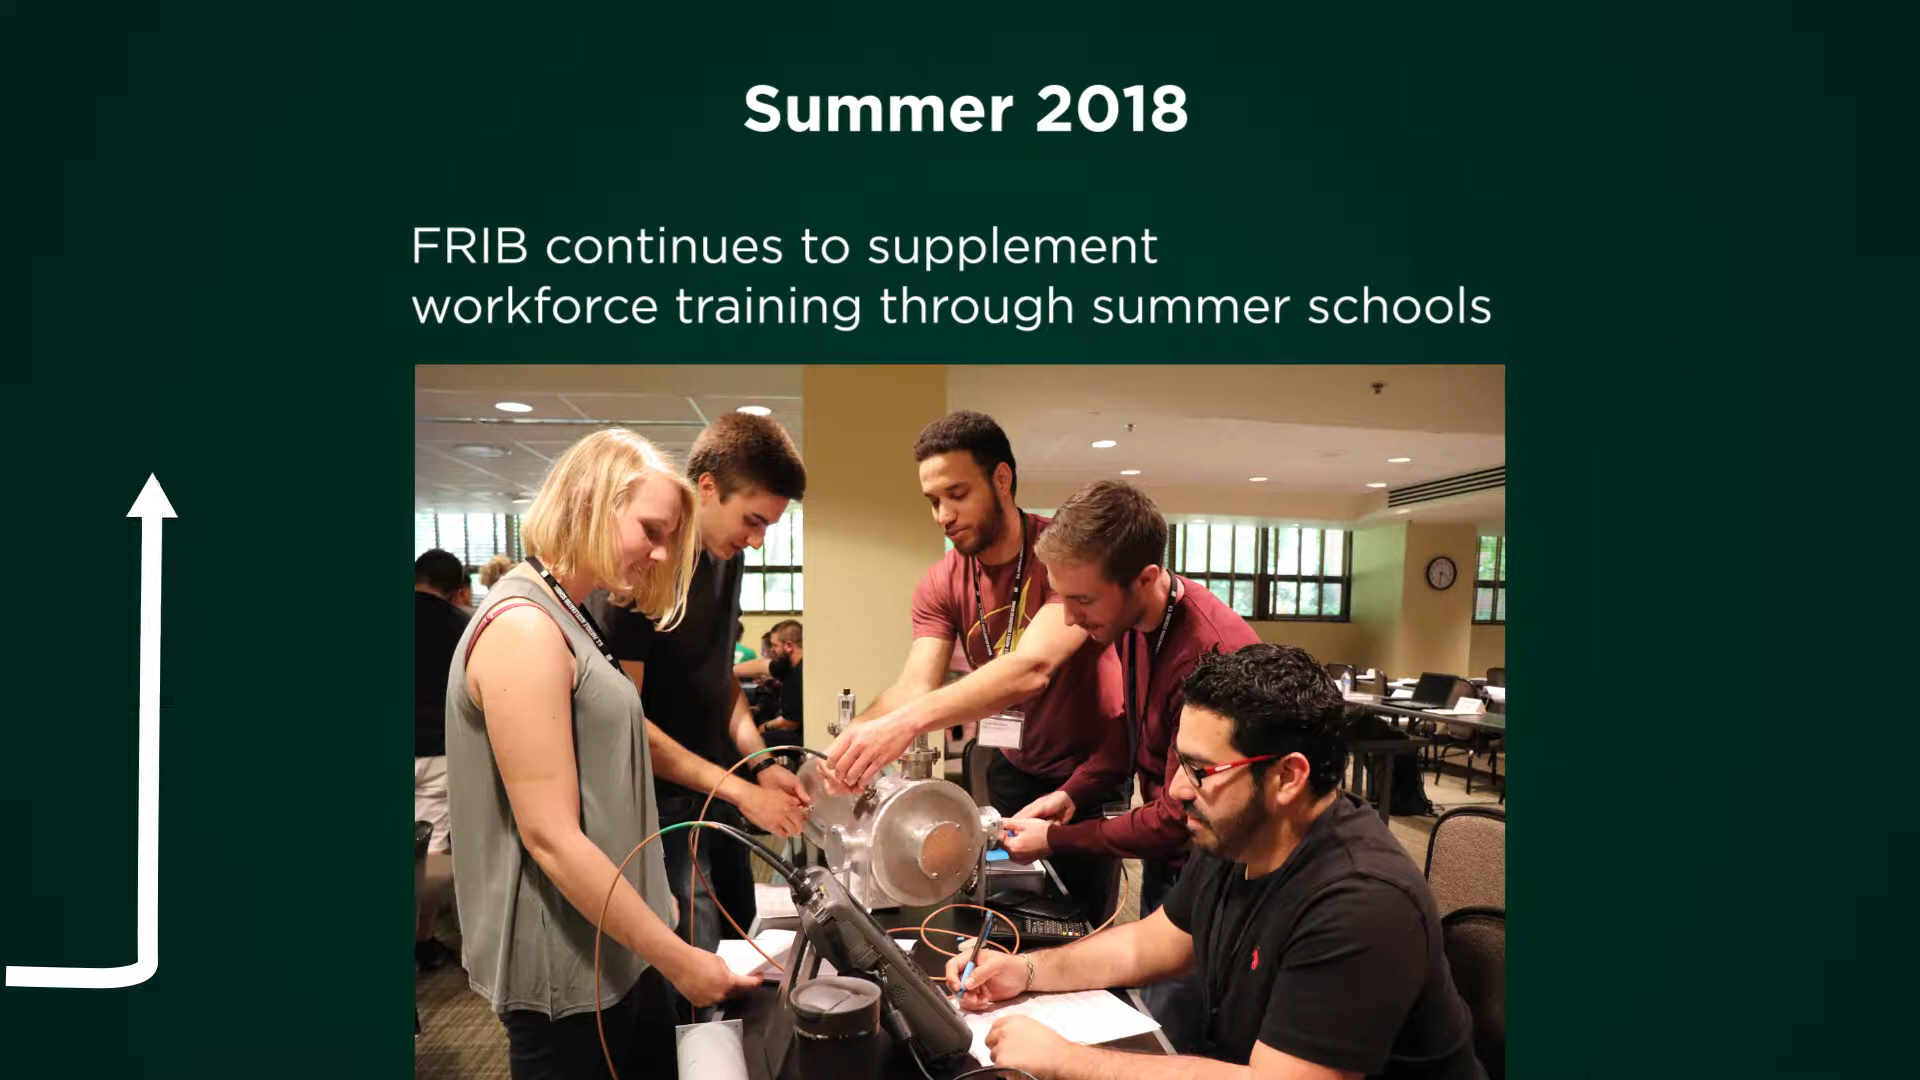 Summer 2018
FRIB continues to supplement
workforce training through summer schools